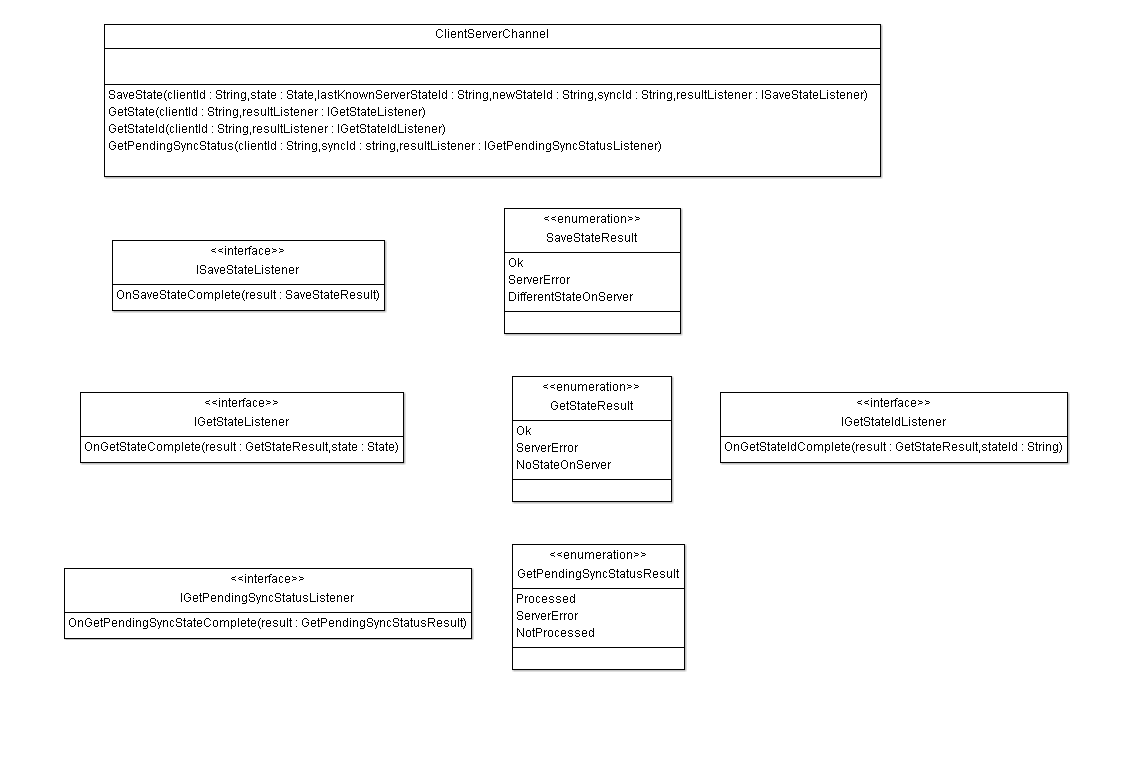 ClientServerChannel
SaveState(clientId : String,state : State,lastKnownServerStateId : String,newStateId : String,syncId : String,resultListener : ISaveStateListener)
GetState(clientId : String,resultListener : IGetStateListener)
GetStateId(clientId : String,resultListener : IGetStateIdListener)
GetPendingSyncStatus(clientId : String,syncId : string,resultListener : IGetPendingSyncStatusListener)
<<interface>>
ISaveStateListener
OnSaveStateComplete(result : SaveStateResult)
<<enumeration>>
SaveStateResult
Ok
ServerError
DifferentStateOnServer
<<interface>>
IGetStateListener
OnGetStateComplete(result : GetStateResult,state : State)
<<enumeration>>
GetStateResult
Ok
ServerError
NoStateOnServer
<<interface>>
IGetStateIdListener
OnGetStateIdComplete(result : GetStateResult,stateId : String)
<<interface>>
IGetPendingSyncStatusListener
OnGetPendingSyncStateComplete(result : GetPendingSyncStatusResult)
<<enumeration>>
GetPendingSyncStatusResult
Processed
ServerError
NotProcessed